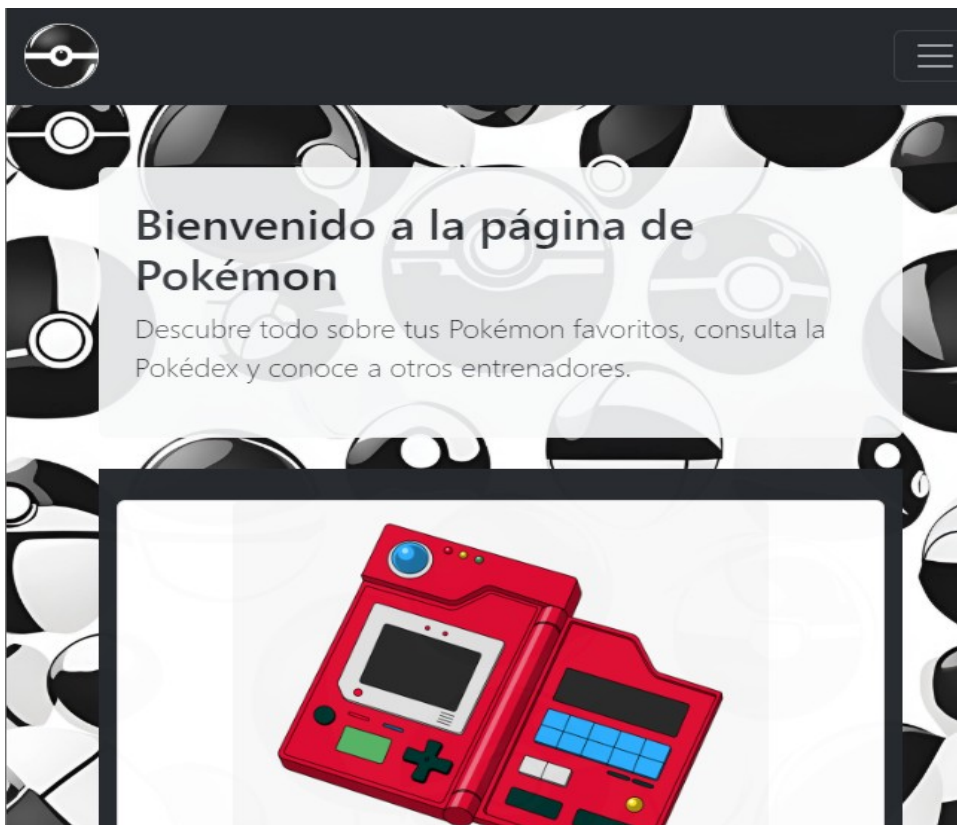 Bienvenido a la página de
Pokémon
Descubre todo sobre tus Pokémon favoritos, consulta la
Pokédex y conoce a otros entrenadores.